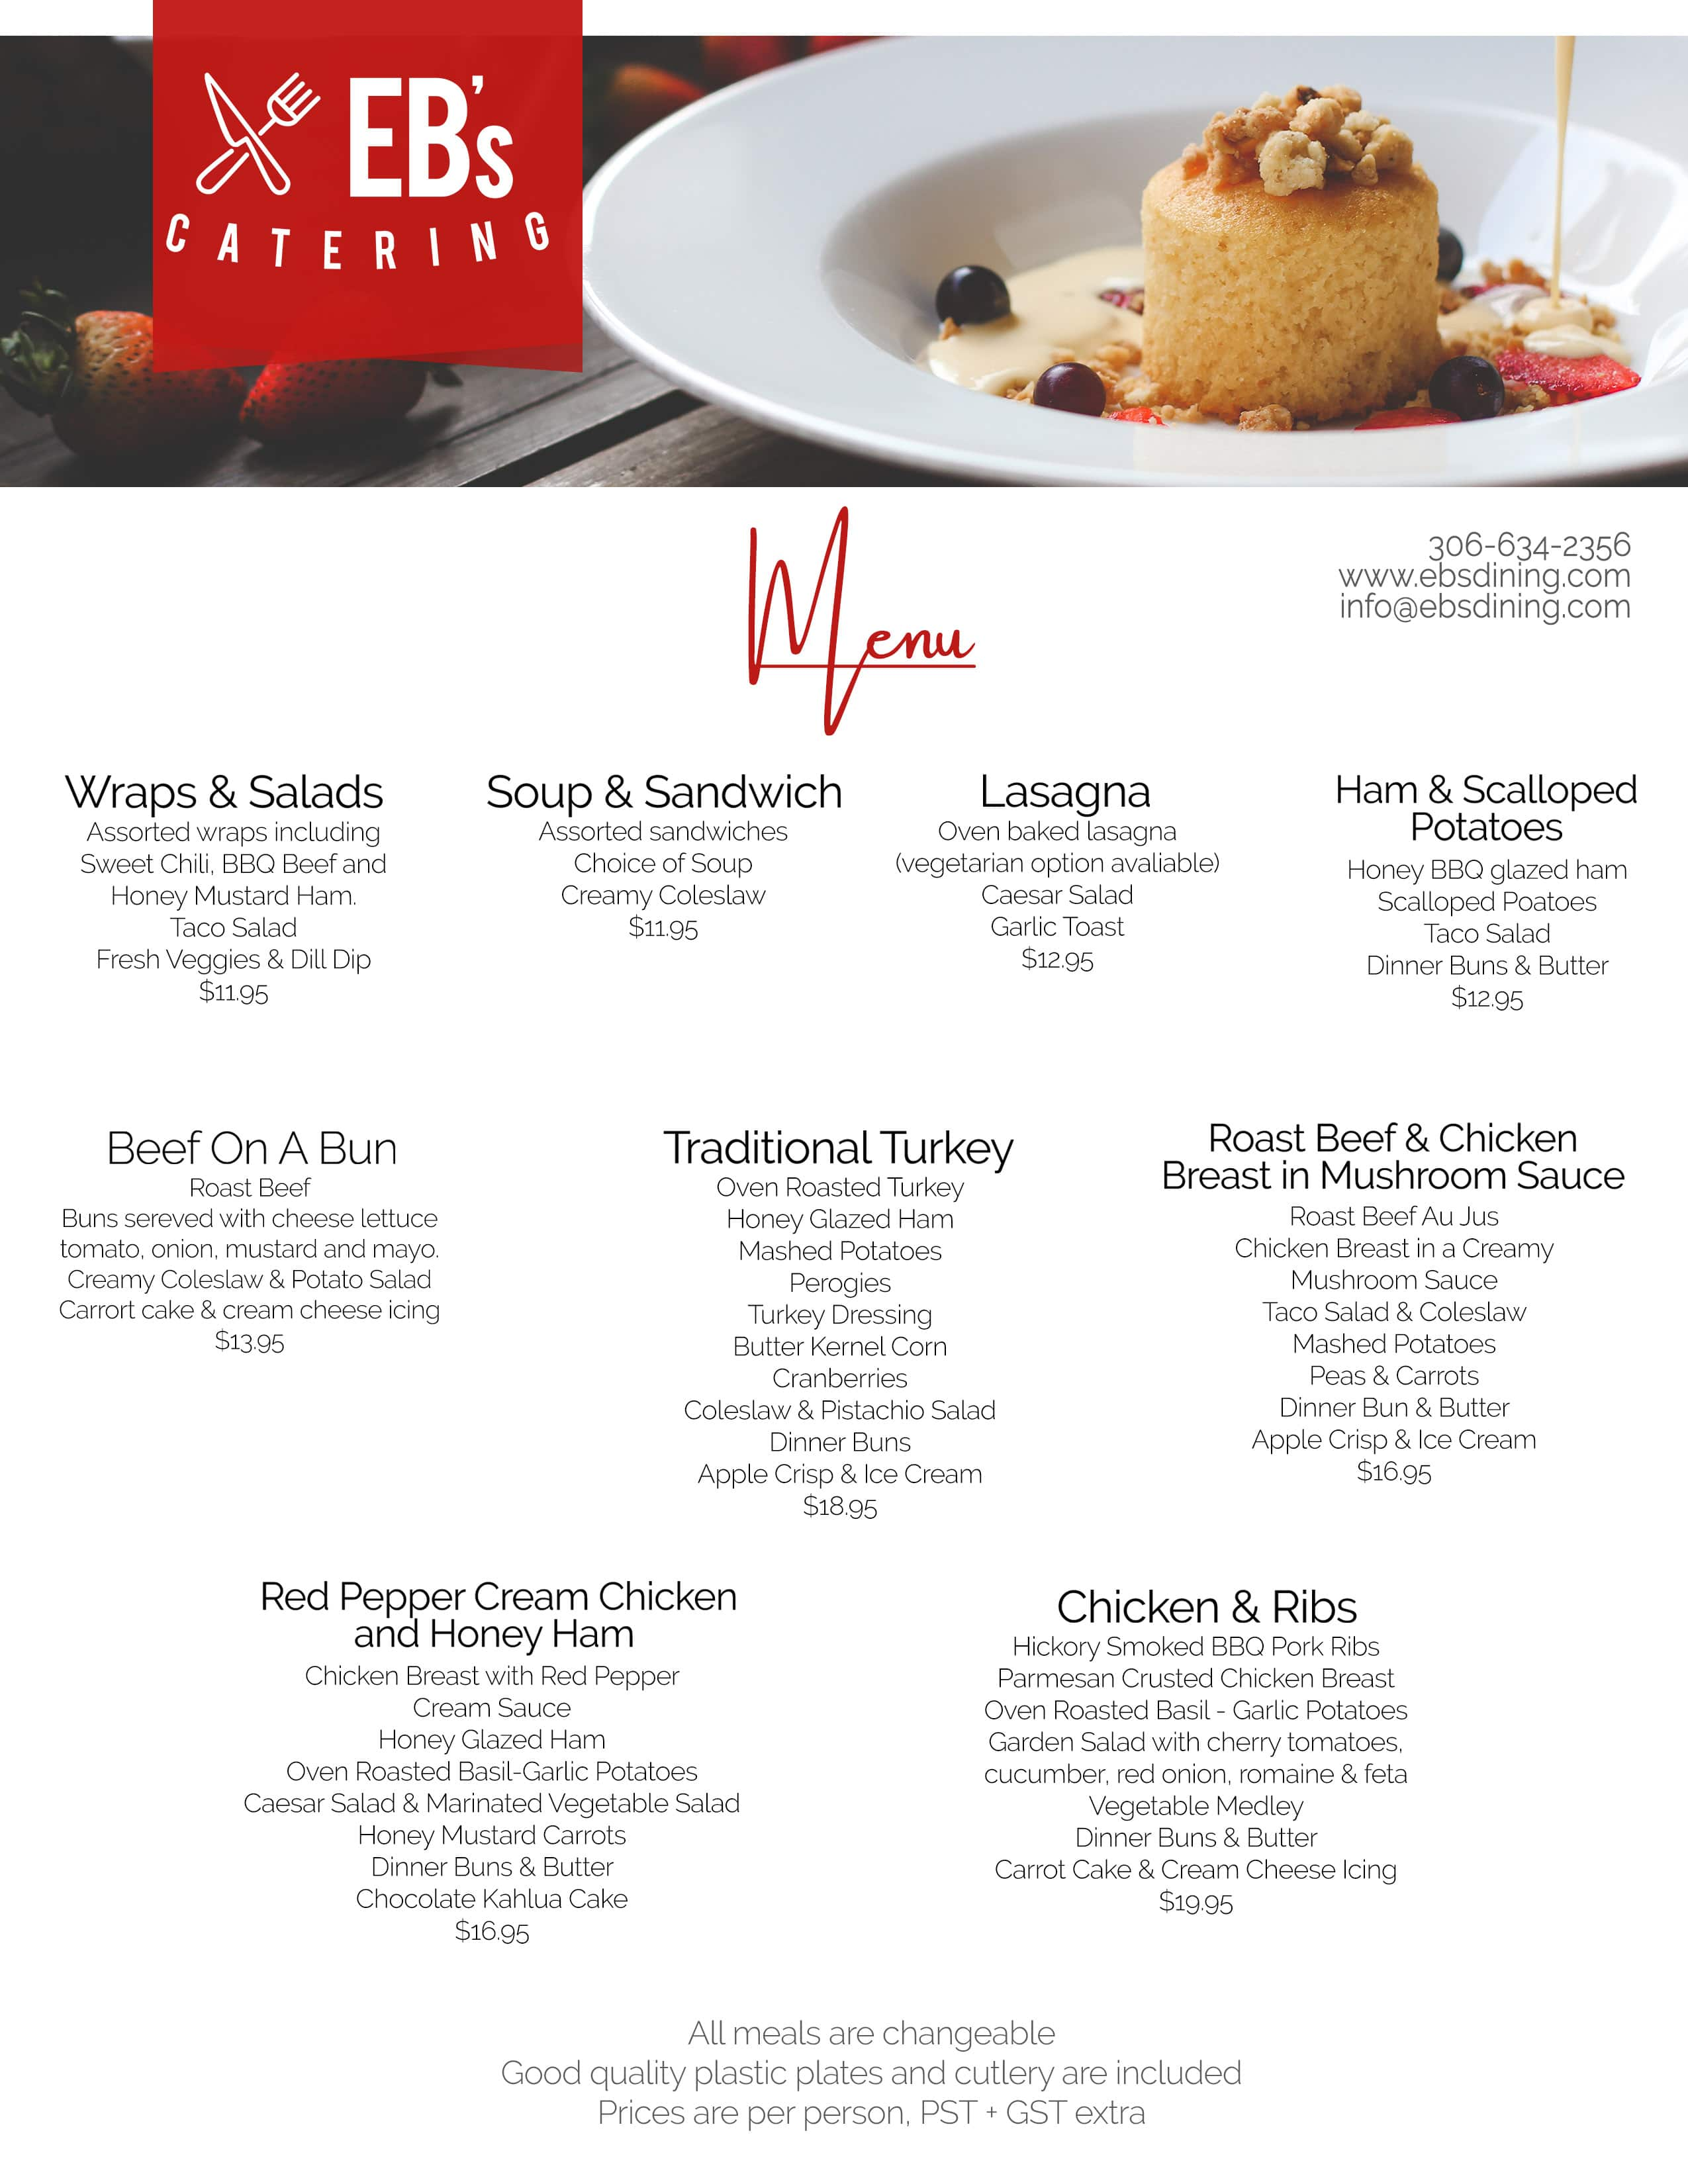 EB's
CATERING
Menu
306-634-2356
www.ebsdining.com
info@ebsdining.com
Wraps & Salads
Assorted wraps including
Sweet Chili, BBQ Beef and
Honey Mustard Ham.
Taco Salad
Fresh Veggies & Dill Dip
$11.95
Soup & Sandwich
Assorted sandwiches
Choice of Soup
Creamy Coleslaw
$11.95
Lasagna
Oven baked lasagna
(vegetarian option avaliable)
Caesar Salad
Garlic Toast
$12.95
Ham & Scalloped
Potatoes
Honey BBQ glazed ham
Scalloped Poatoes
Taco Salad
Dinner Buns & Butter
$12.95
Beef On A Bun
Roast Beef
Buns sereved with cheese lettuce
tomato, onion, mustard and mayo.
Creamy Coleslaw & Potato Salad
Carrort cake & cream cheese icing
$13.95
Traditional Turkey
Oven Roasted Turkey
Honey Glazed Ham
Mashed Potatoes
Perogies
Turkey Dressing
Butter Kernel Corn
Cranberries
Coleslaw & Pistachio Salad
Dinner Buns
Apple Crisp & Ice Cream
$18.95
Roast Beef & Chicken
Breast in Mushroom Sauce
Roast Beef Au Jus
Chicken Breast in a Creamy
Mushroom Sauce
Taco Salad & Coleslaw
Mashed Potatoes
Peas & Carrots
Dinner Bun & Butter
Apple Crisp & Ice Cream
$16.95
Red Pepper Cream Chicken
and Honey Ham
Chicken Breast with Red Pepper
Cream Sauce
Honey Glazed Ham
Oven Roasted Basil-Garlic Potatoes
Caesar Salad & Marinated Vegetable Salad
Honey Mustard Carrots
Dinner Buns & Butter
Chocolate Kahlua Cake
$16.95
Chicken & Ribs
Hickory Smoked BBQ Pork Ribs
Parmesan Crusted Chicken Breast
Oven Roasted Basil - Garlic Potatoes
Garden Salad with cherry tomatoes,
cucumber, red onion, romaine & feta
Vegetable Medley
Dinner Buns & Butter
Carrot Cake & Cream Cheese Icing
$19.95
All meals are changeable
Good quality plastic plates and cutlery are included
Prices are per person, PST + GST extra